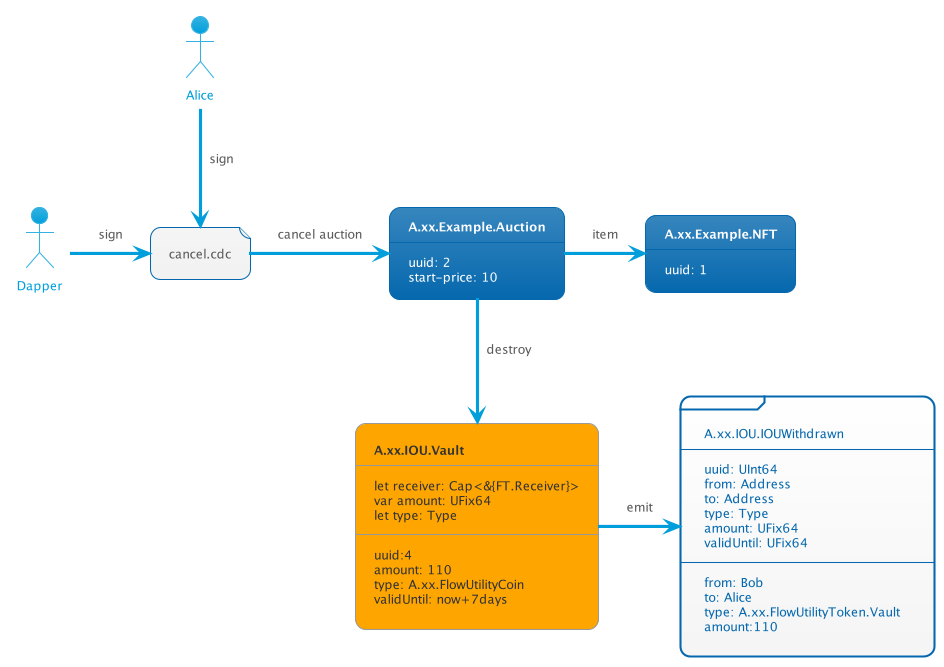 Alice
sign
Dapper
sign
cancel.cdc
cancel auction
A.xx.Example.Auction
uuid: 2
start-price: 10
item
A.xx.Example.NFT
uuid: 1
destroy
A.xx.IOU.Vault
let receiver: Cap<&{FT.Receiver}>
var amount: UFix64
let type: Type
uuid:4
amount: 110
type: A.xx.FlowUtilityCoin
validUntil: now+7days
emit
A.xx.IOU.IOUWithdrawn
uuid: UInt64
from: Address
to: Address
type: Type
amount: UFix64
validUntil: UFix64
from: Bob
to: Alice
type: A.xx.FlowUtilityToken.Vault
amount:110